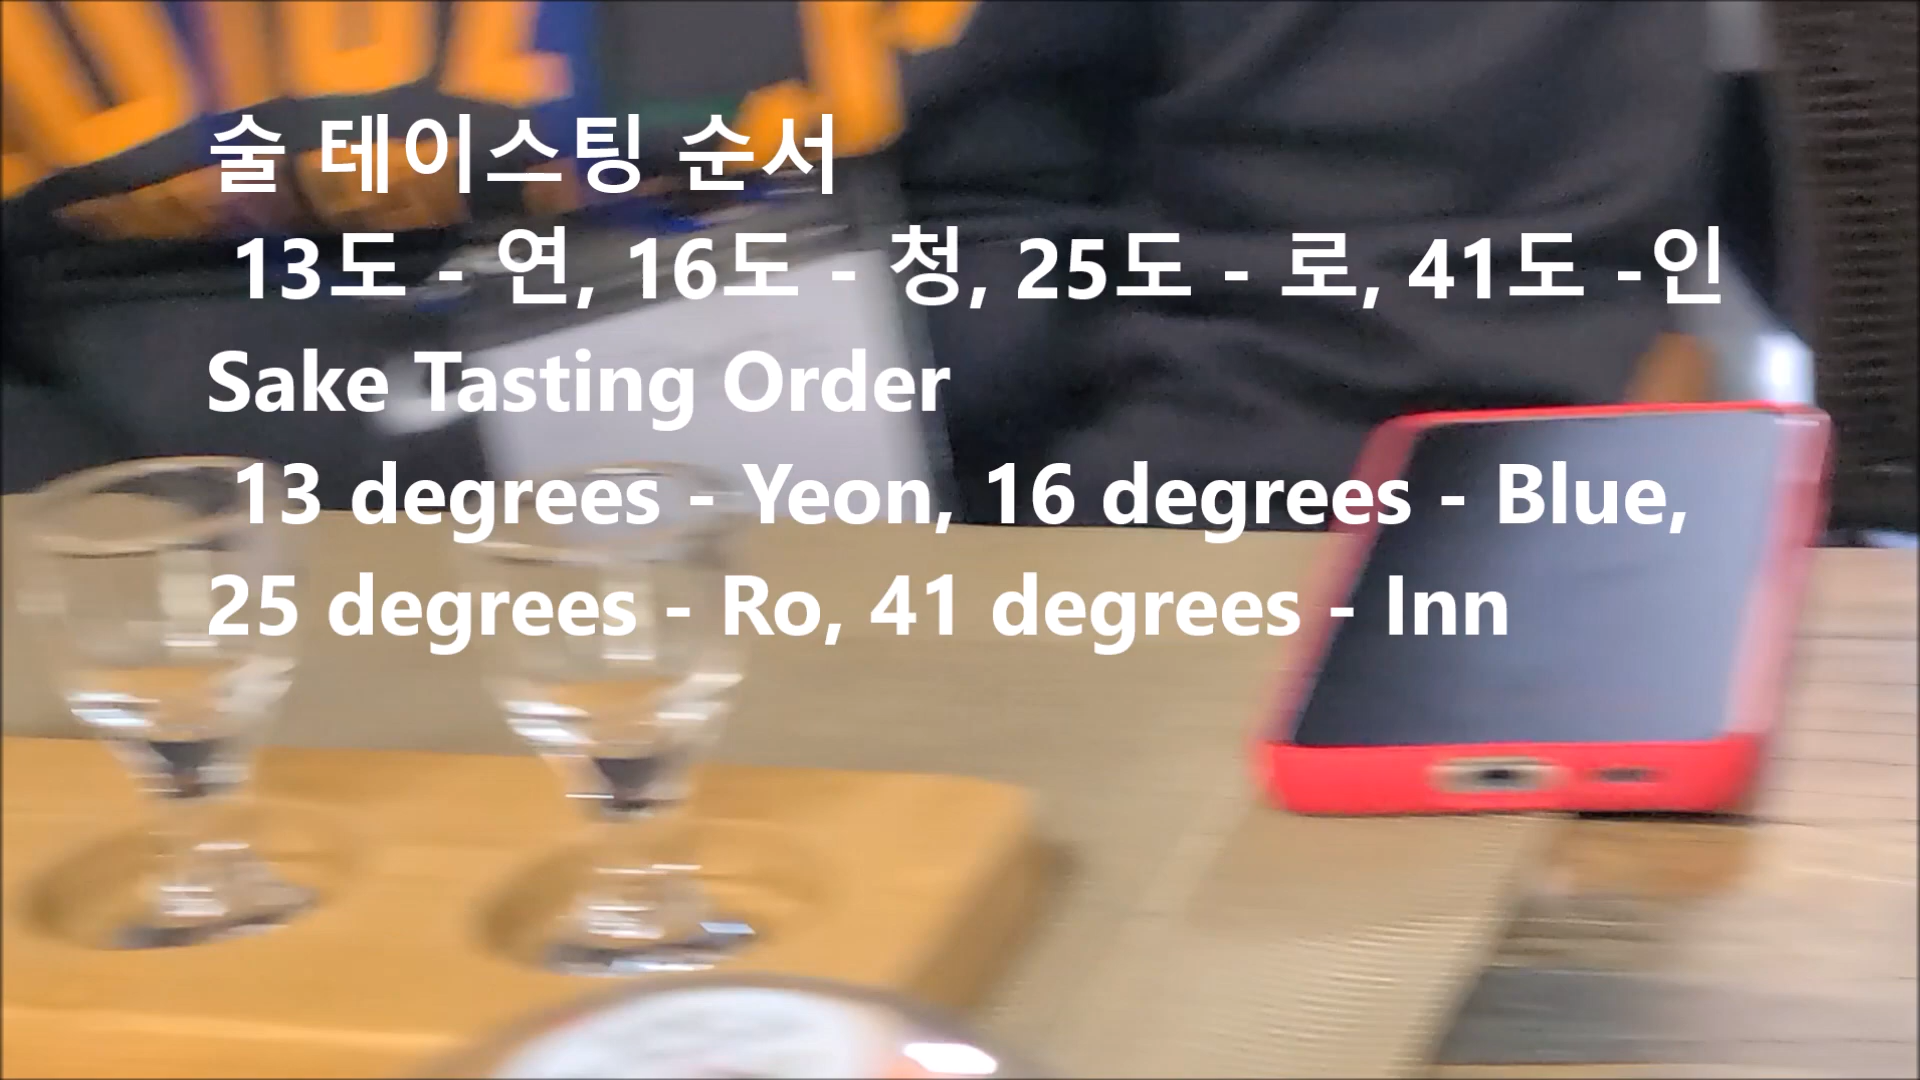 술 테이스팅 순서
13도 - 연, 16도 - 청, 25도 - 로, 41도 -인
Sake Tasting Order
13 degrees - Yeon, 16 degrees - Blue,
25 degrees - Ro, 41 degrees - Inn